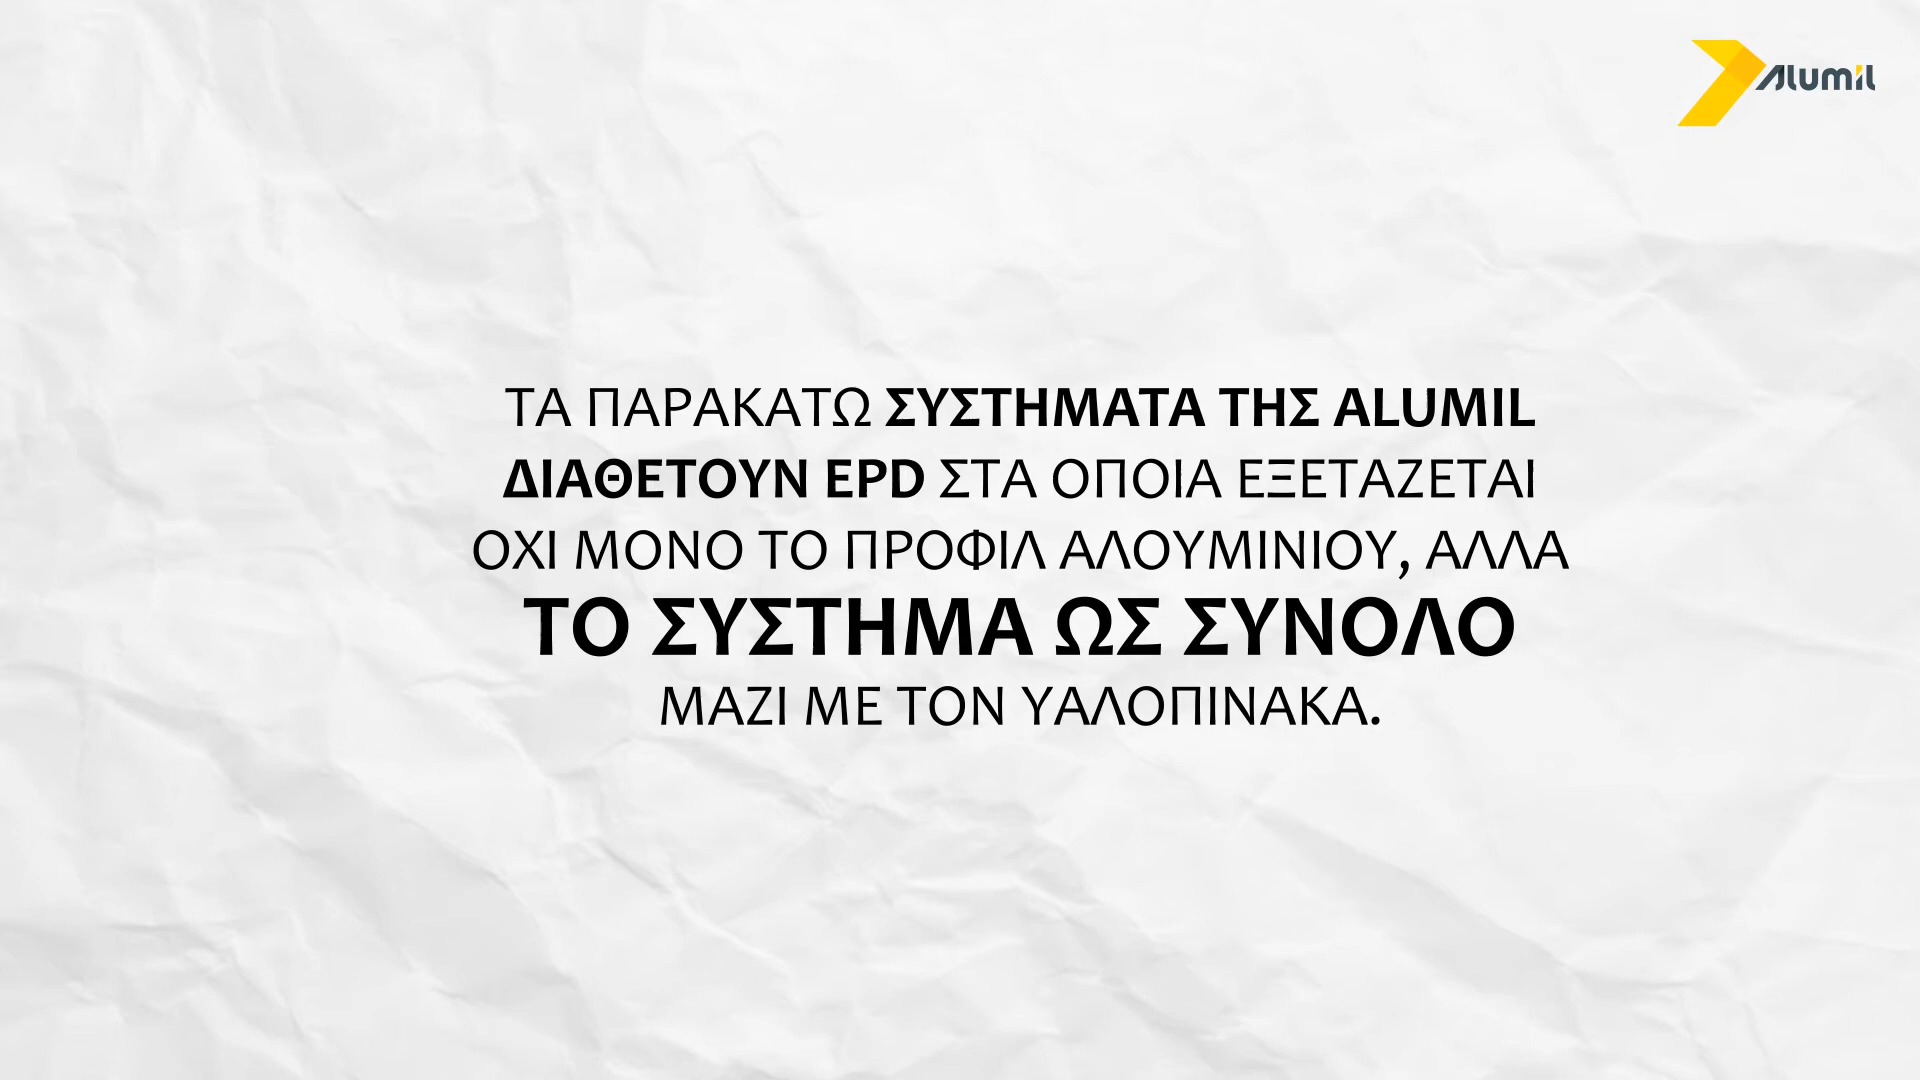 Alumil
ΤΑ ΠΑΡΑΚΑΤΩ ΣΥΣΤΗΜΑΤΑ ΤΗΣ ALUMIL
ΔΙΑΘΕΤΟΥΝ EPD ΣΤΑ ΟΠΟΙΑ ΕΞΕΤΑΖΕΤΑΙ
ΟΧΙ ΜΟΝΟ ΤΟ ΠΡΟΦΙΛ ΑΛΟΥΜΙΝΙΟΥ, ΑΛΛΑ
ΤΟ ΣΥΣΤΗΜΑ ΩΣ ΣΥΝΟΛΟ
ΜΑΖΙ ΜΕ ΤΟΝ ΥΑΛΟΠΙΝΑΚΑ.